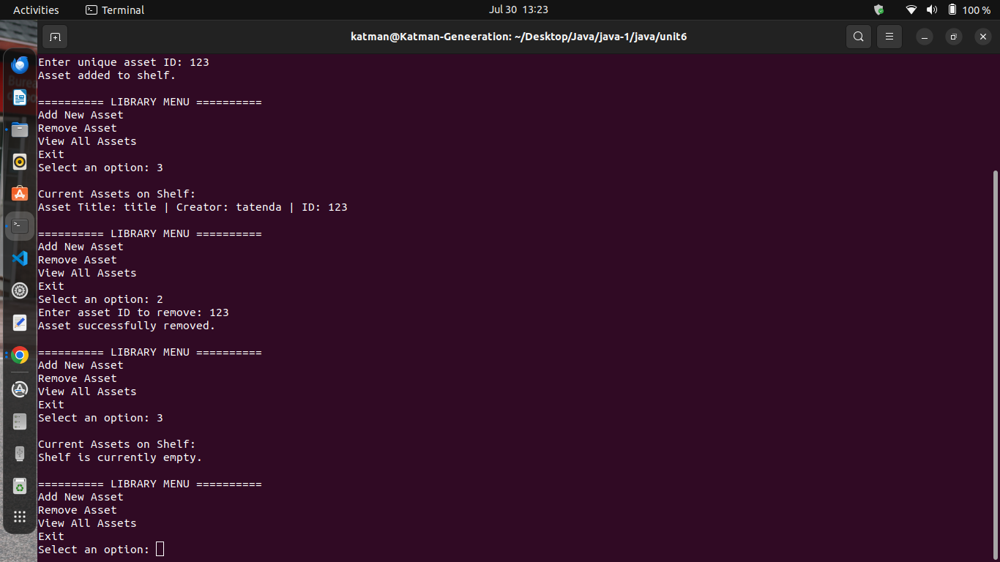 Activities
Terminal
Jul 30 13:23
100 %
katman@Katman-Geneeration: ~/Desktop/Java/java-1/java/unit6
Enter unique asset ID: 123
Asset added to shelf.
========== LIBRARY MENU ==========
Add New Asset
Remove Asset
View All Assets
Exit
Select an option: 3
Current Assets on Shelf:
Asset Title: title | Creator: tatenda | ID: 123
========== LIBRARY MENU ==========
Add New Asset
Remove Asset
View All Assets
Exit
Select an option: 2
Enter asset ID to remove: 123
Asset successfully removed.
========== LIBRARY MENU ==========
Add New Asset
Remove Asset
View All Assets
Exit
Select an option: 3
Current Assets on Shelf:
Shelf is currently empty.
========== LIBRARY MENU ==========
Add New Asset
Remove Asset
View All Assets
Exit
Select an option: